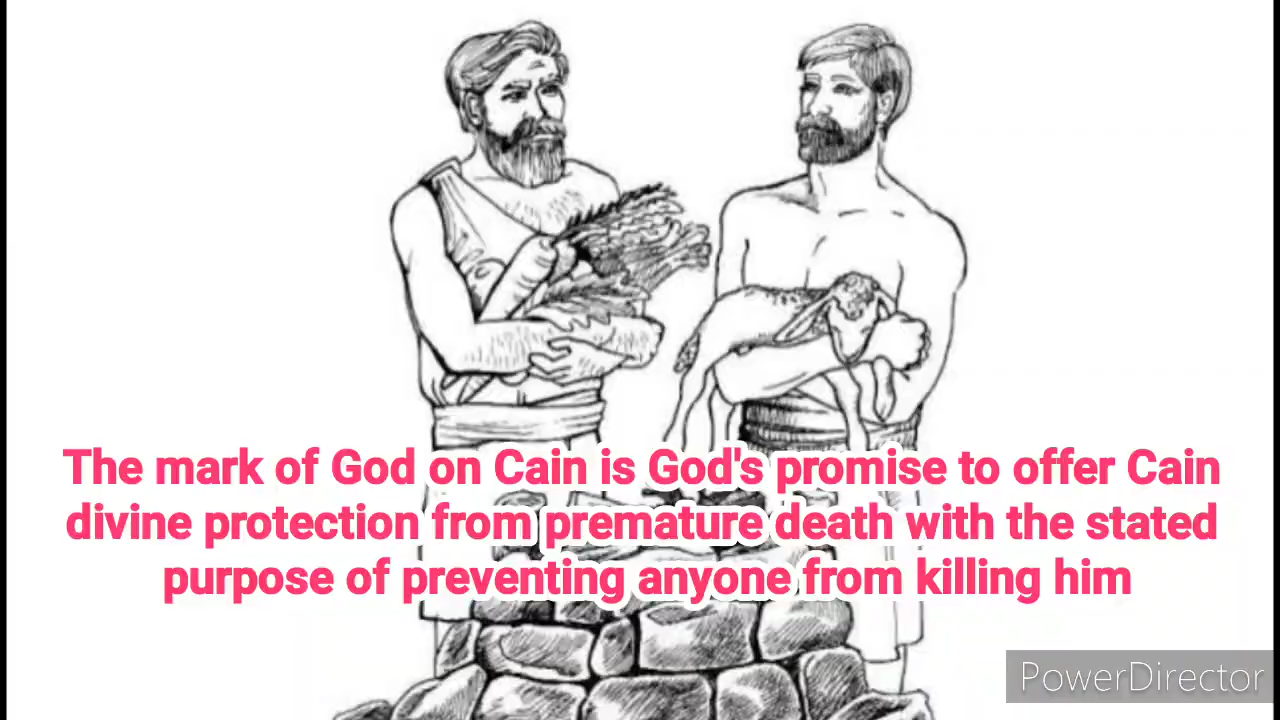 The mark of God on Cain is God's promise to offer Cain
divine protection from premature death with the stated
purpose of preventing anyone from killing him
PowerDirector